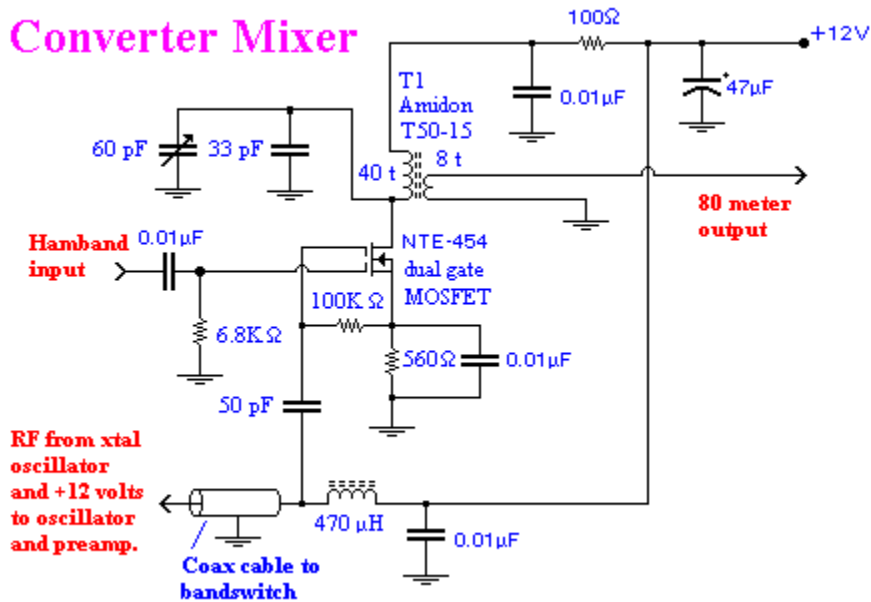 Converter Mixer
100Ω
+12V
0.01µF
47µF
+
T1
Amidon
T50-15
60 pF
33 pF
40 t
8 t
80 meter
output
Hamband
input
0.01µF
NTE-454
dual gate
MOSFET
100K Ω
6.8K Ω
560Ω
0.01µF
50 pF
RF from xtal
oscillator
and +12 volts
to oscillator
and preamp.
470 µH
0.01µF
Coax cable to
bandswitch